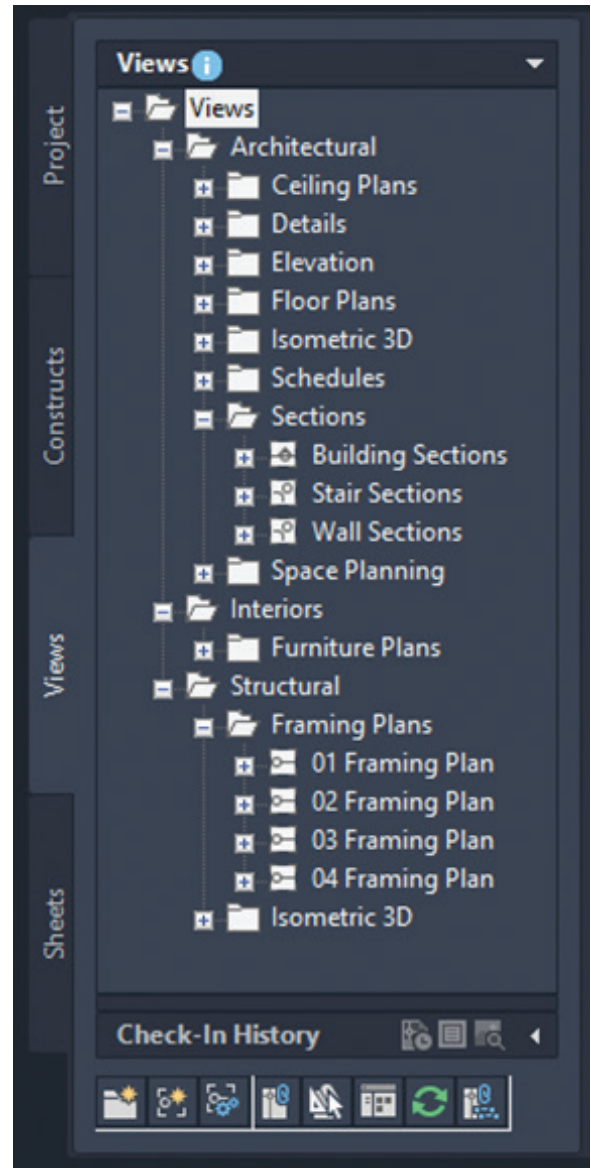 Project
Constructs
Views
Sheets
Views
Views
Architectural
Ceiling Plans
Details
Elevation
Floor Plans
Isometric 3D
Schedules
Sections
Building Sections
Stair Sections
Wall Sections
Space Planning
Interiors
Furniture Plans
Structural
Framing Plans
01 Framing Plan
02 Framing Plan
03 Framing Plan
04 Framing Plan
Isometric 3D
Check-In History